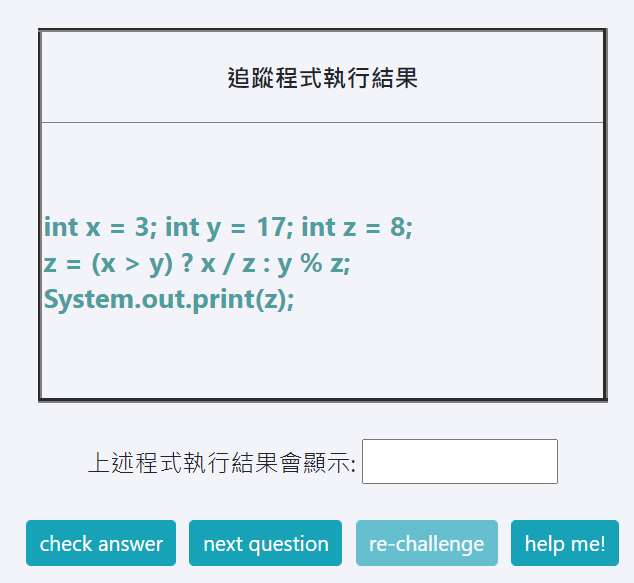 追蹤程式執行結果
int x = 3; int y = 17; int z = 8;
z = (x > y) ? x / z : y % z;
System.out.print(z);
上述程式執行結果會顯示:
check answer next question re-challenge help me!